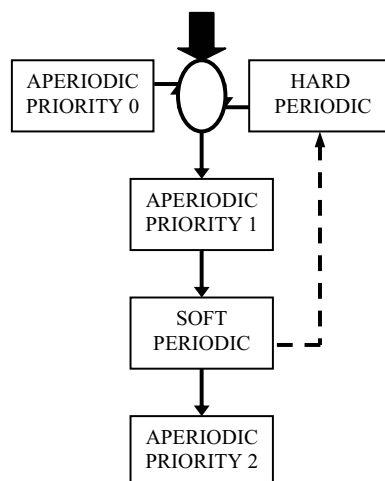 APERIODIC
PRIORITY 0
HARD
PERIODIC
APERIODIC
PRIORITY 1
SOFT
PERIODIC
APERIODIC
PRIORITY 2